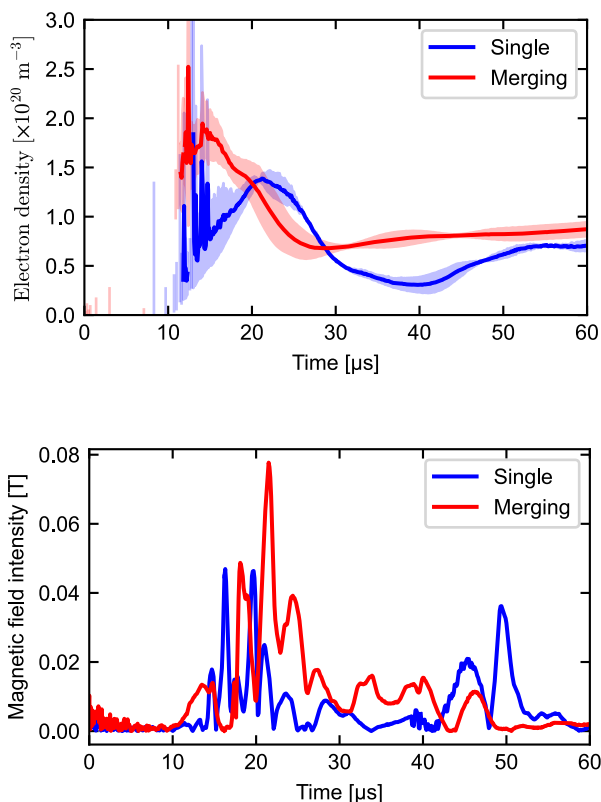 Electron density [×10²⁰ m⁻³]
3.0
2.5
2.0
1.5
1.0
0.5
0.0
Single
Merging
0 10 20 30 40 50 60
Time [µs]
Magnetic field intensity [T]
0.08
0.06
0.04
0.02
0.00
Single
Merging
0 10 20 30 40 50 60
Time [µs]